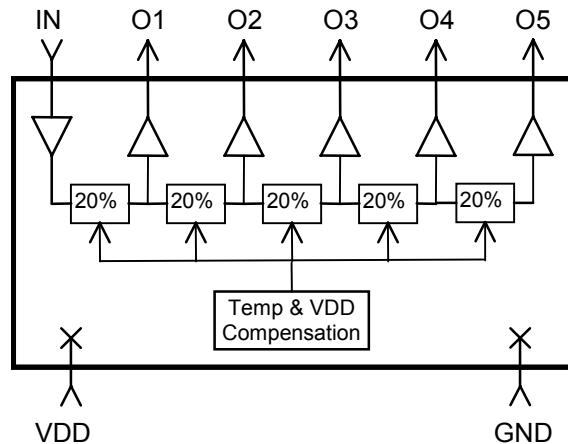 IN O1 O2 O3 O4 O5
20% 20% 20% 20% 20%
Temp & VDD
Compensation
VDD GND